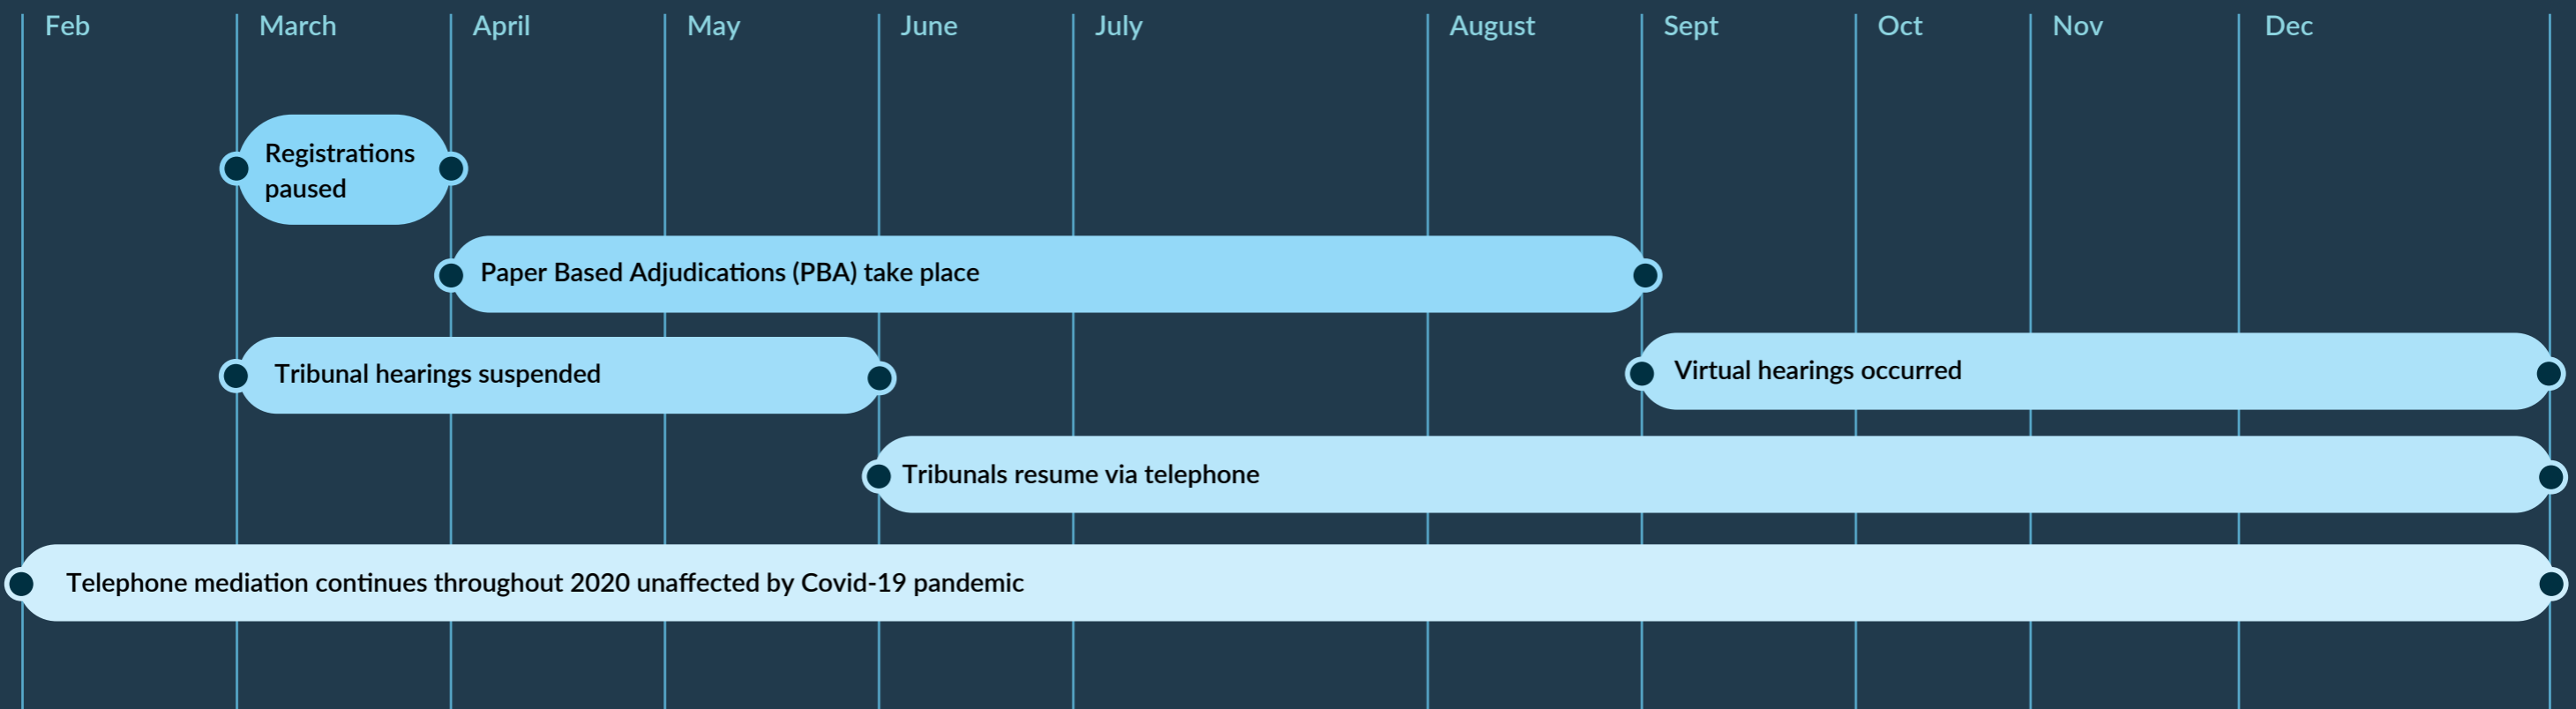 Feb March April May June July August Sept Oct Nov Dec
Registrations
paused
Paper Based Adjudications (PBA) take place
Tribunal hearings suspended
Virtual hearings occurred
Tribunals resume via telephone
Telephone mediation continues throughout 2020 unaffected by Covid-19 pandemic